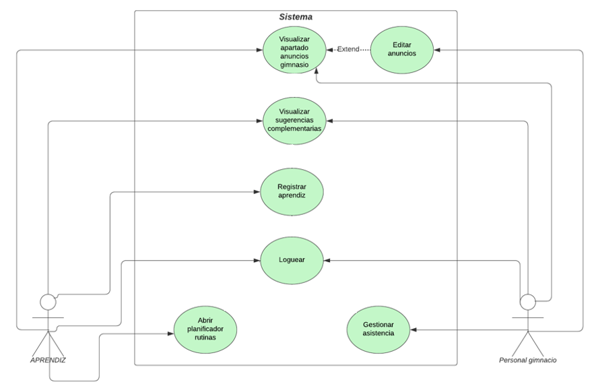 Sistema
Visualizar
apartado
anuncios
gimnasio
Extend
Editar
anuncios
Visualizar
sugerencias
complementarias
Registrar
aprendiz
Loguear
Abrir
planificador
rutinas
Gestionar
asistencia
APRENDIZ
Personal gimnacio